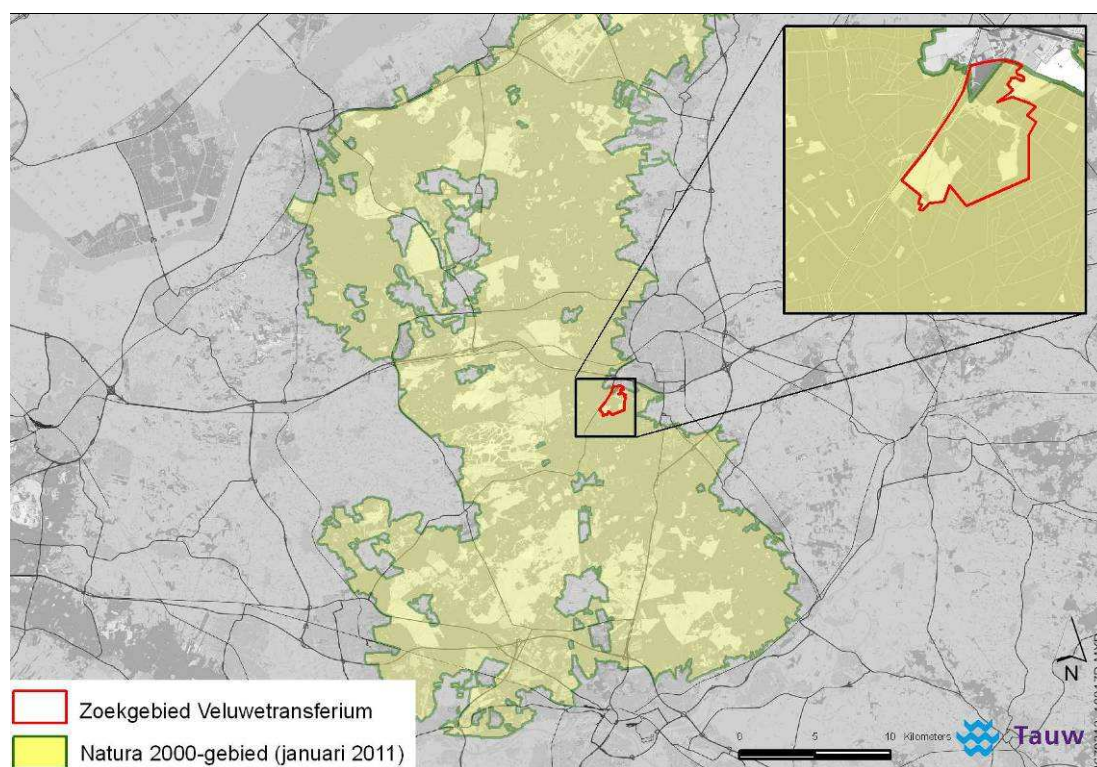 Zoekgebied Veluwetransferium
Natura 2000-gebied (januari 2011)
0 5 10 Kilometers
N
Tauw